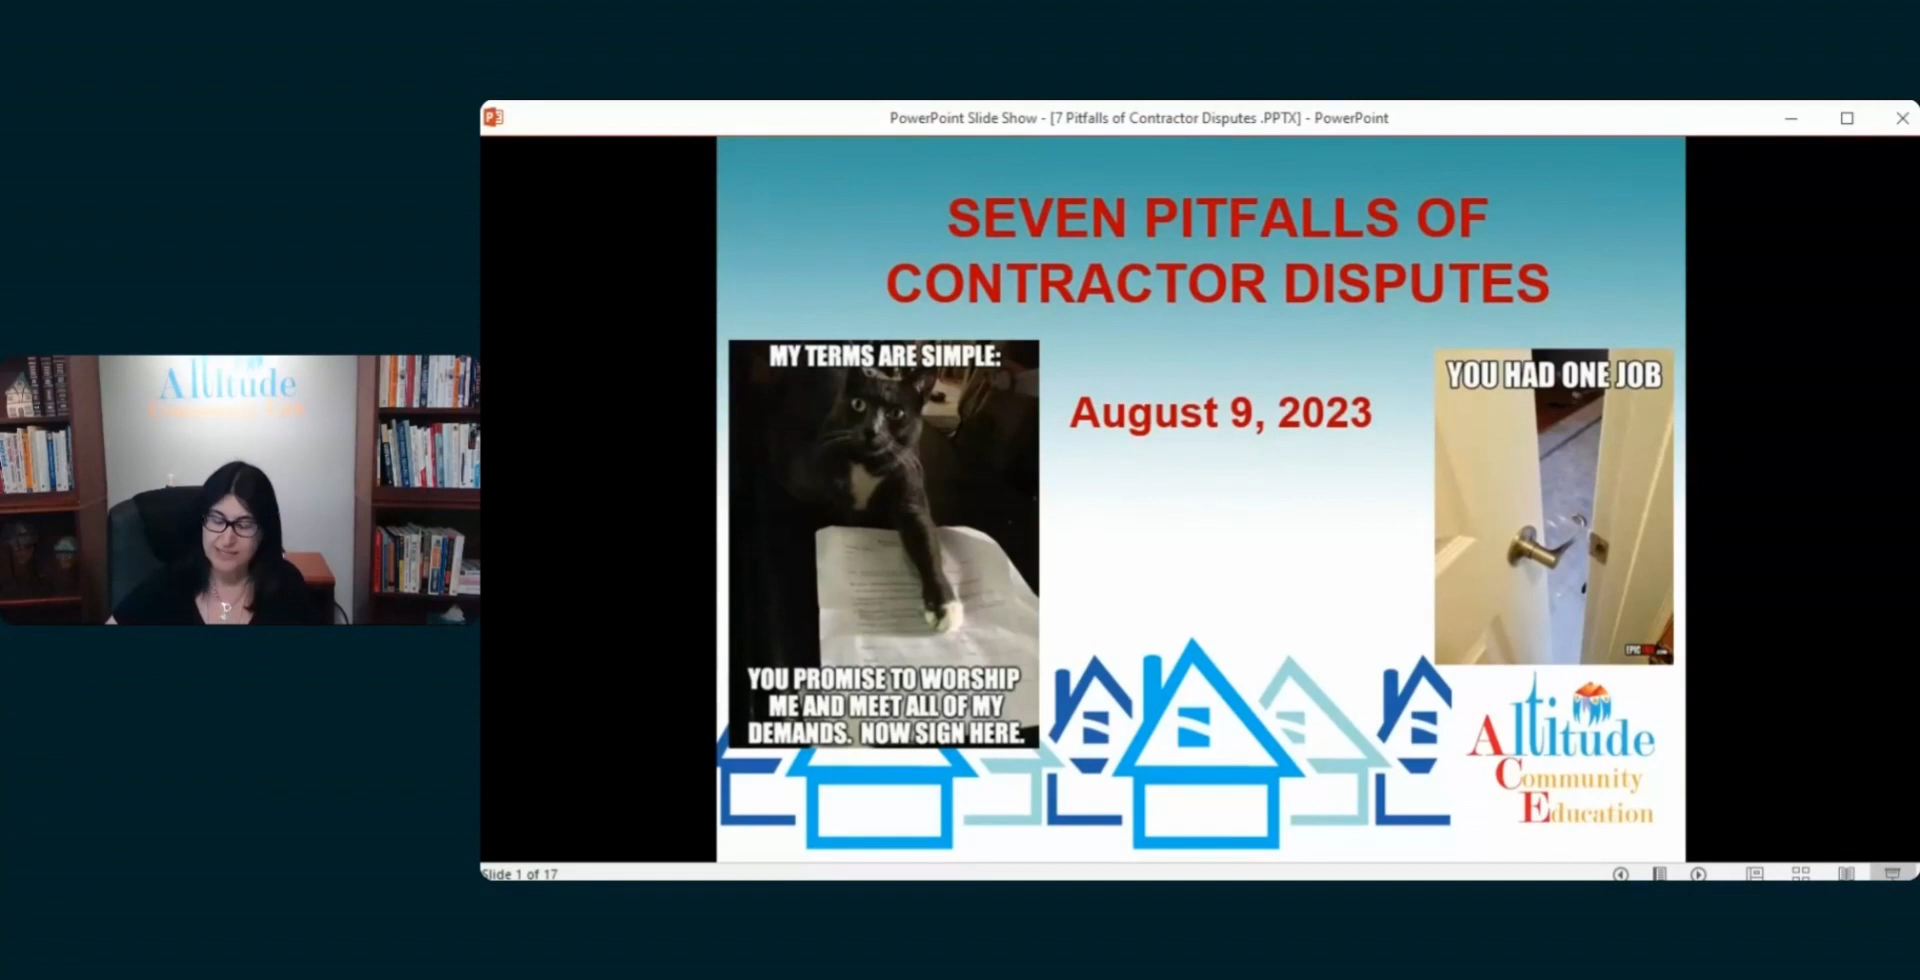 PowerPoint Slide Show - [7 Pitfalls of Contractor Disputes .PPTX] - PowerPoint
SEVEN PITFALLS OF
CONTRACTOR DISPUTES
MY TERMS ARE SIMPLE:
YOU HAD ONE JOB
August 9, 2023
Altitude
YOU PROMISE TO WORSHIP
ME AND MEET ALL OF MY
DEMANDS. NOW SIGN HERE.
Altitude
Community
Education
Slide 1 of 17